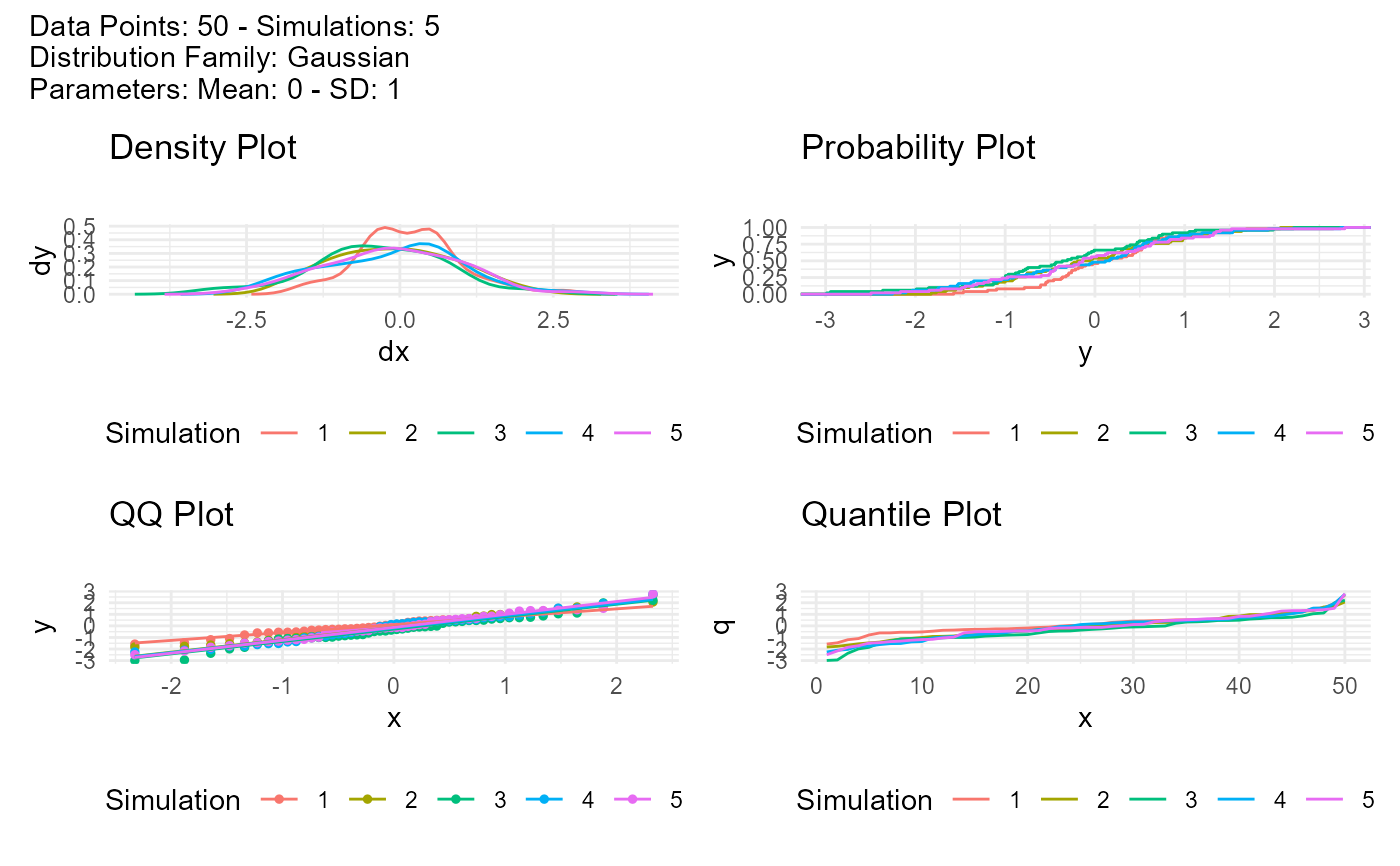 Data Points: 50 - Simulations: 5
Distribution Family: Gaussian
Parameters: Mean: 0 - SD: 1
Density Plot
dy
0.5
0.4
0.3
0.2
0.1
0.0
-2.5 0.0 2.5
dx
Simulation 1 2 3 4 5
Probability Plot
y
1.00
0.75
0.50
0.25
0.00
-3 -2 -1 0 1 2 3
y
Simulation 1 2 3 4 5
QQ Plot
y
3
2
1
0
-1
-2
-3
-2 -1 0 1 2
x
Simulation 1 2 3 4 5
Quantile Plot
q
3
2
1
0
-1
-2
-3
0 10 20 30 40 50
x
Simulation 1 2 3 4 5